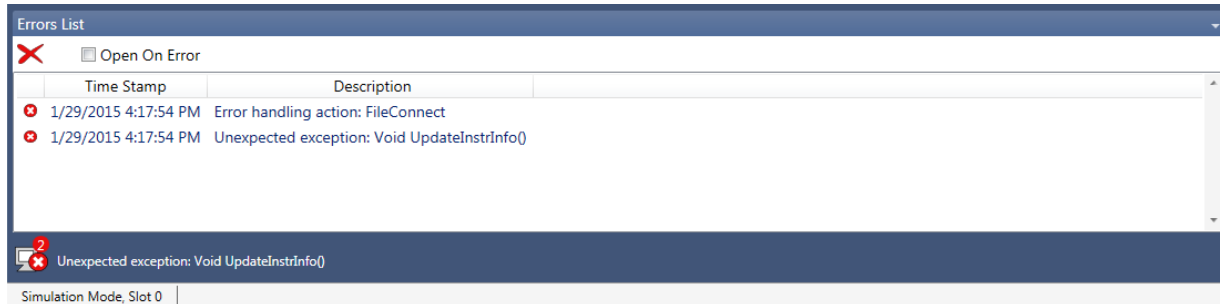 Errors List
Open On Error
Time Stamp Description
1/29/2015 4:17:54 PM Error handling action: FileConnect
1/29/2015 4:17:54 PM Unexpected exception: Void UpdateInstrInfo()
2
Unexpected exception: Void UpdateInstrInfo()
Simulation Mode, Slot 0